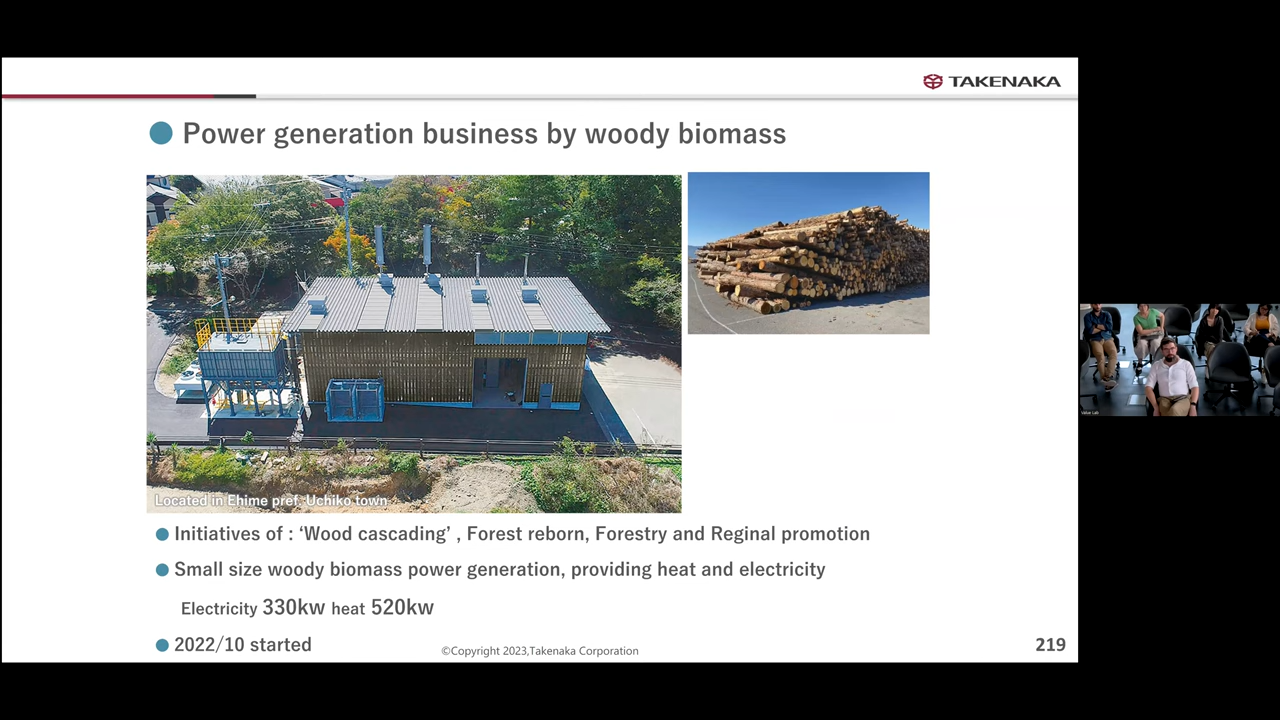 TAKENAKA
Power generation business by woody biomass
Located in Ehime pref. Uchiko town
Initiatives of : ‘Wood cascading’ , Forest reborn, Forestry and Reginal promotion
Small size woody biomass power generation, providing heat and electricity
Electricity 330kw heat 520kw
2022/10 started
©Copyright 2023,Takenaka Corporation
219
Value Lab